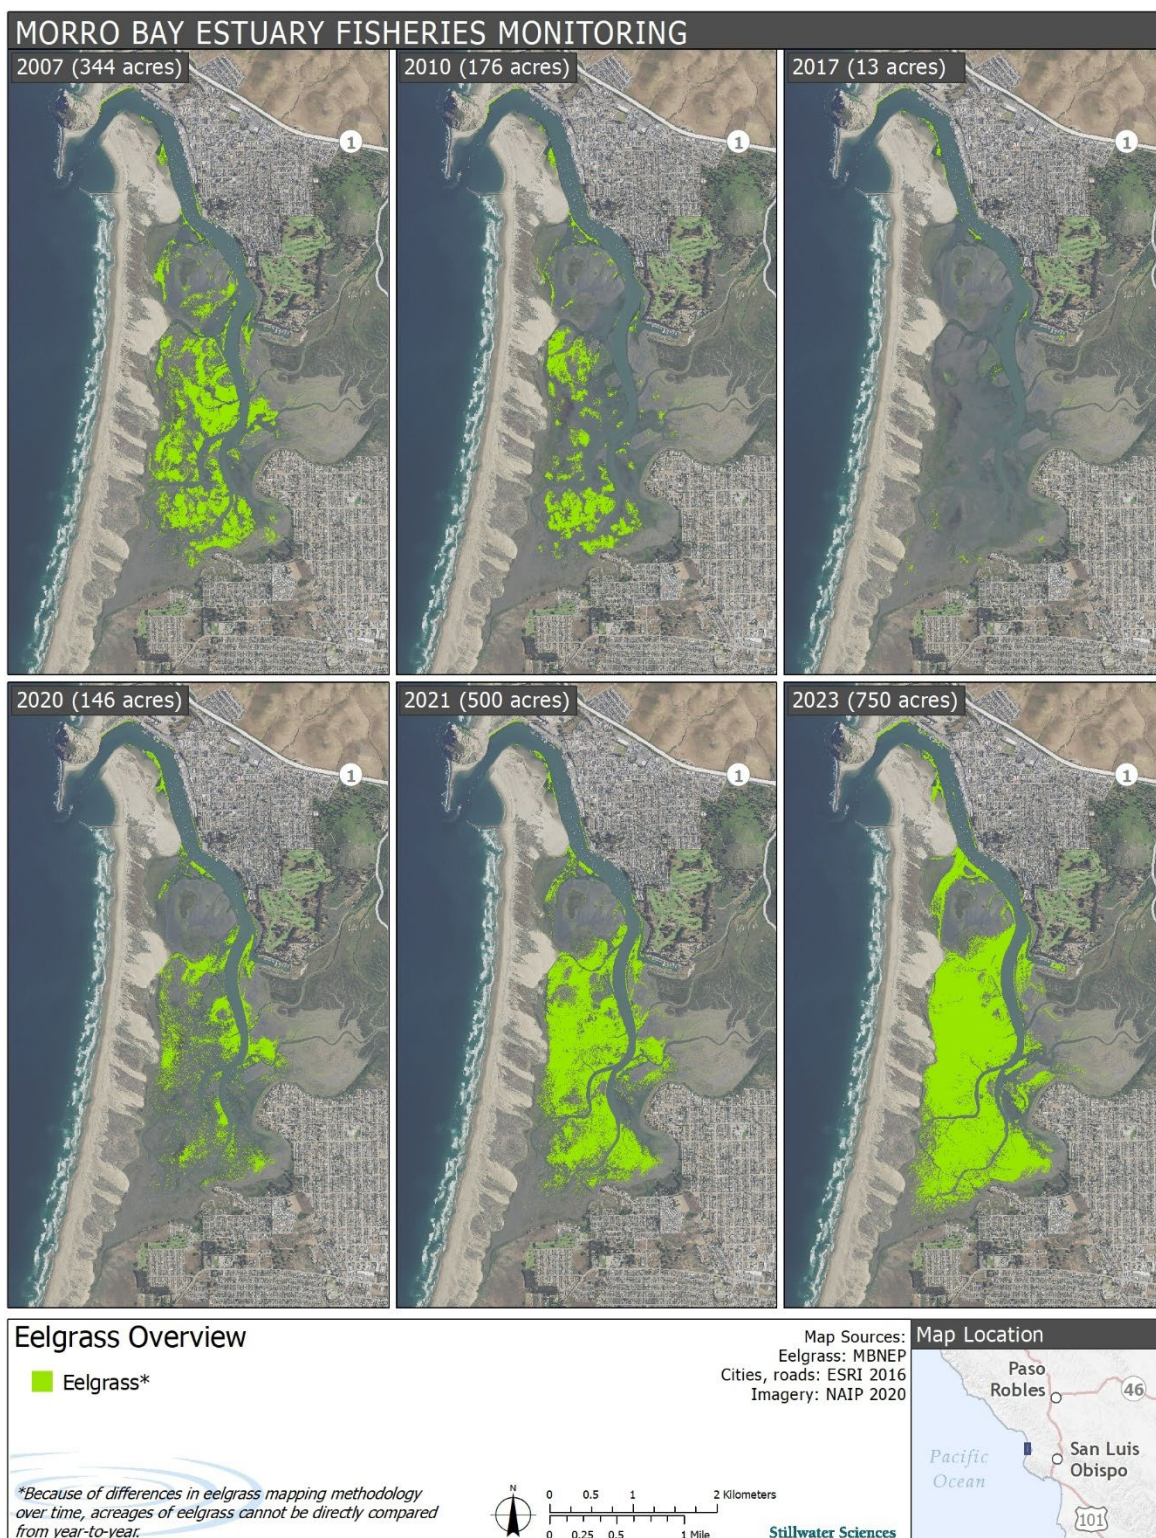 MORRO BAY ESTUARY FISHERIES MONITORING
2007 (344 acres)
2010 (176 acres)
2017 (13 acres)
1
1
1
2020 (146 acres)
2021 (500 acres)
2023 (750 acres)
1
1
1
Eelgrass Overview
Eelgrass*
*Because of differences in eelgrass mapping methodology
over time, acreages of eelgrass cannot be directly compared
from year-to-year.
N
0 0.5 1 2 Kilometers
0 0.25 0.5 1 Mile
Map Sources:
Eelgrass: MBNEP
Cities, roads: ESRI 2016
Imagery: NAIP 2020
Stillwater Sciences
Map Location
Paso
Robles
46
Pacific
Ocean
San Luis
Obispo
101